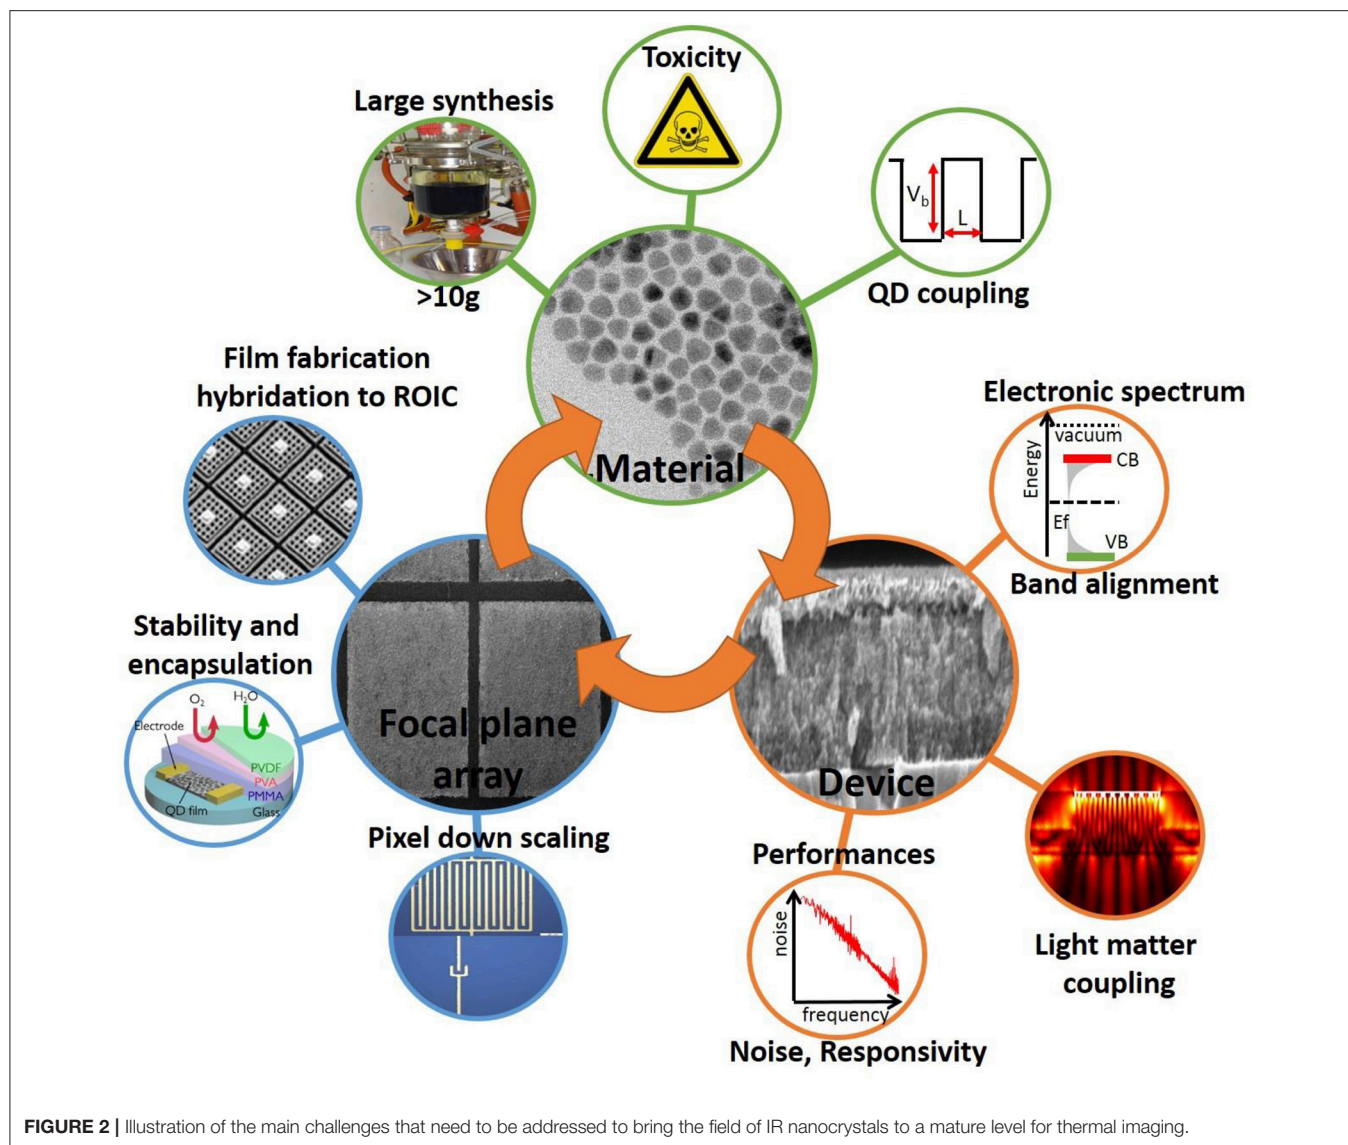 Toxicity
Large synthesis
>10g
V_b
L
QD coupling
Film fabrication
hybridation to ROIC
Electronic spectrum
vacuum
CB
Energy
Ef
VB
Band alignment
Material
Stability and
encapsulation
O₂
H₂O
Electrode
PVDF
PVA
PMMA
QD film
Glass
Focal plane
array
Device
Pixel down scaling
Performances
noise
frequency
Noise, Responsivity
Light matter
coupling
FIGURE 2 | Illustration of the main challenges that need to be addressed to bring the field of IR nanocrystals to a mature level for thermal imaging.